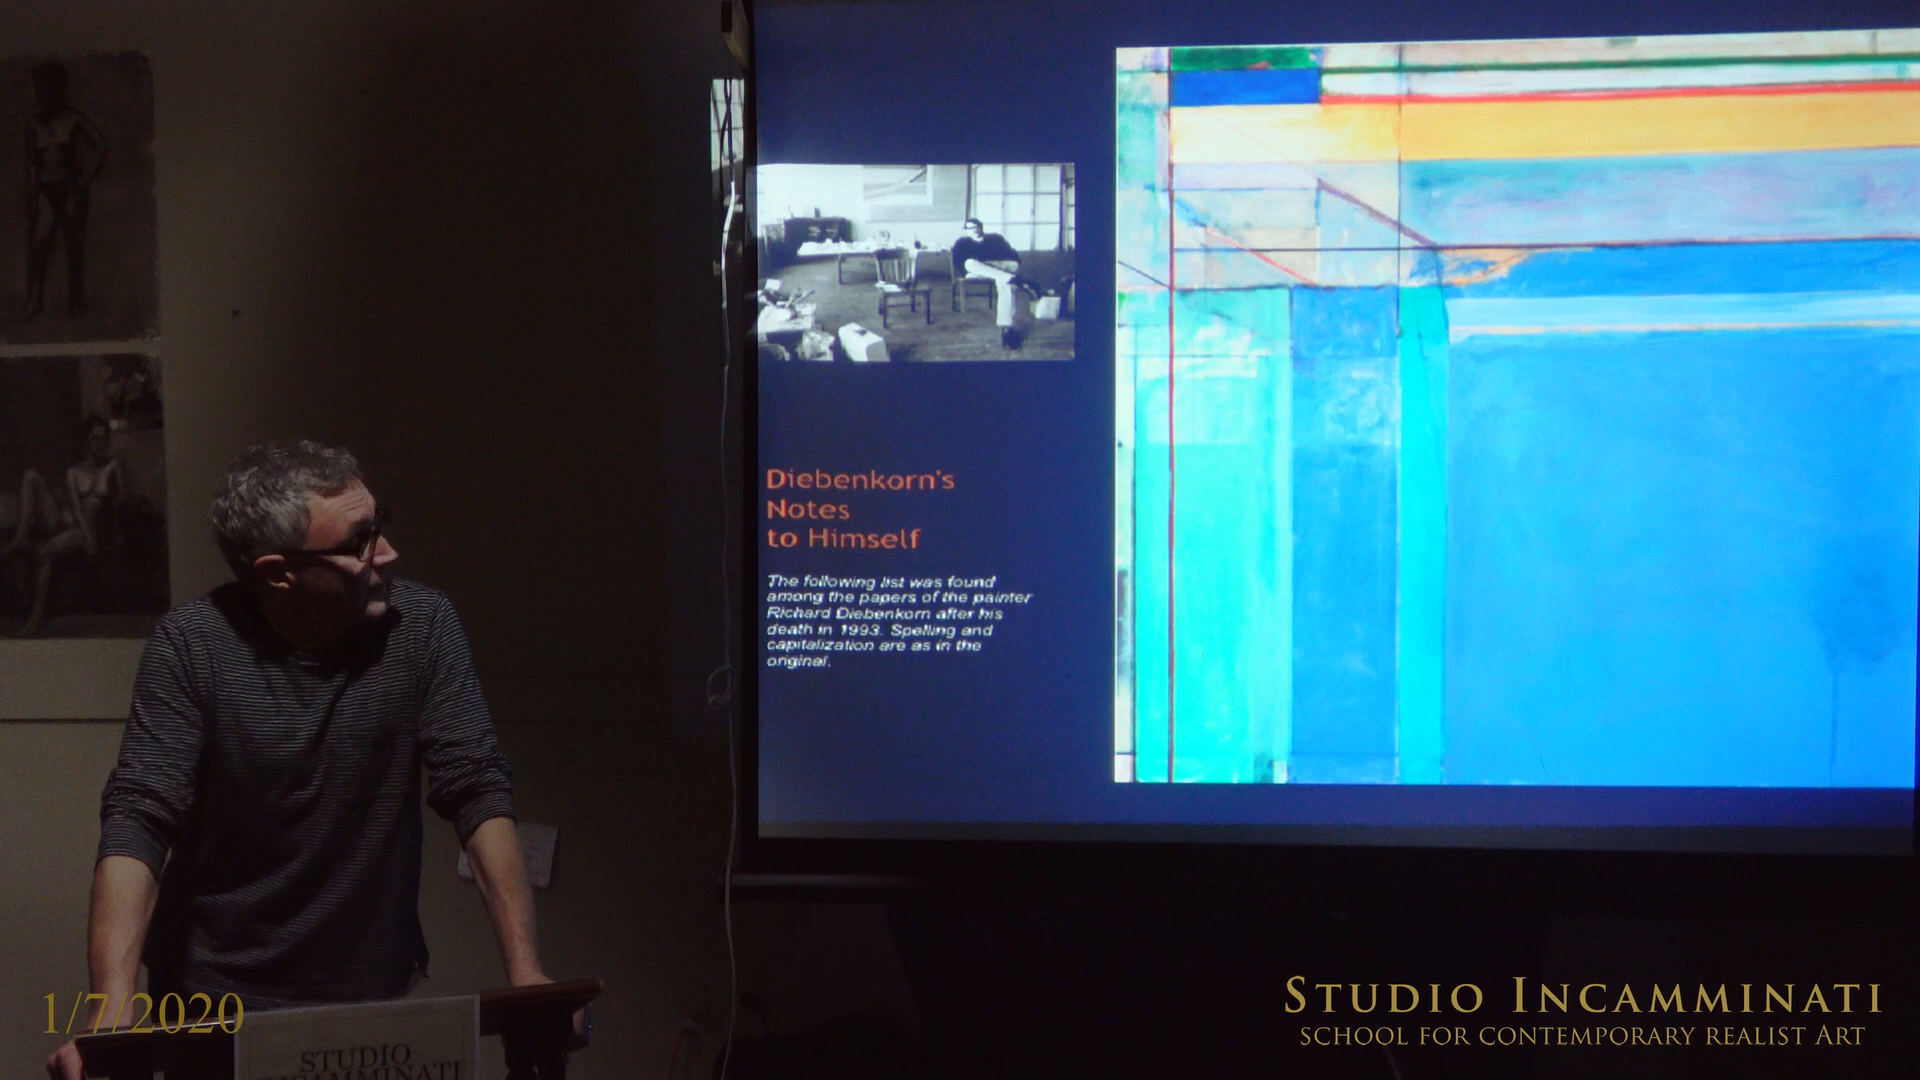 Diebenkorn's
Notes
to Himself
The following list was found
among the papers of the painter
Richard Diebenkorn after his
death in 1993. Spelling and
capitalization are as in the
original.
1/7/2020
STUDIO
INCAMMINATI
STUDIO INCAMMINATI
SCHOOL FOR CONTEMPORARY REALIST ART